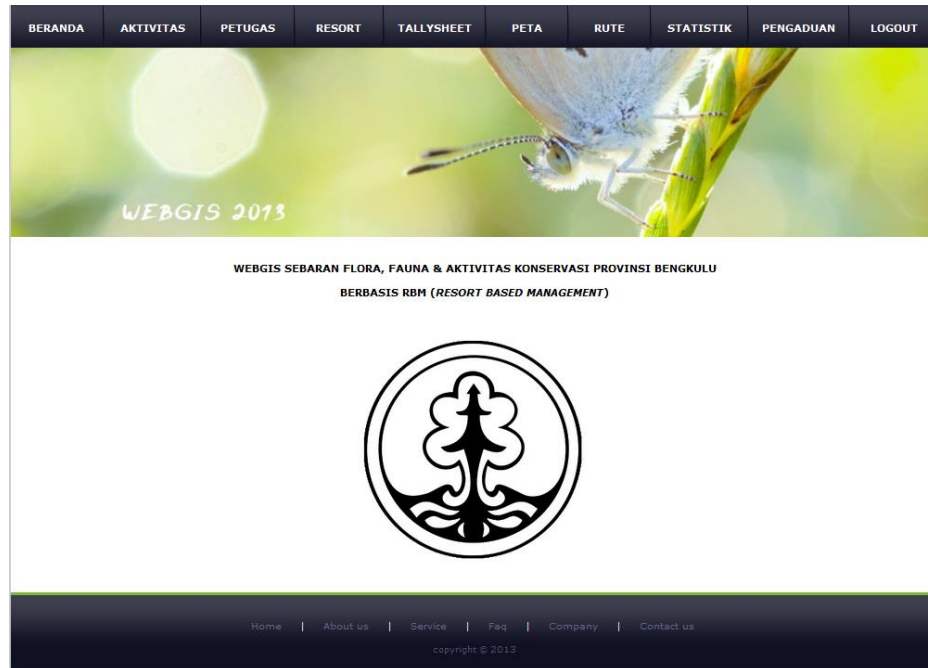 BERANDA AKTIVITAS PETUGAS RESORT TALLYSHEET PETA RUTE STATISTIK PENGADUAN LOGOUT
WEBGIS 2013
WEBGIS SEBARAN FLORA, FAUNA & AKTIVITAS KONSERVASI PROVINSI BENGKULU
BERBASIS RBM (RESORT BASED MANAGEMENT)
Home | About us | Service | Faq | Company | Contact us
copyright © 2013